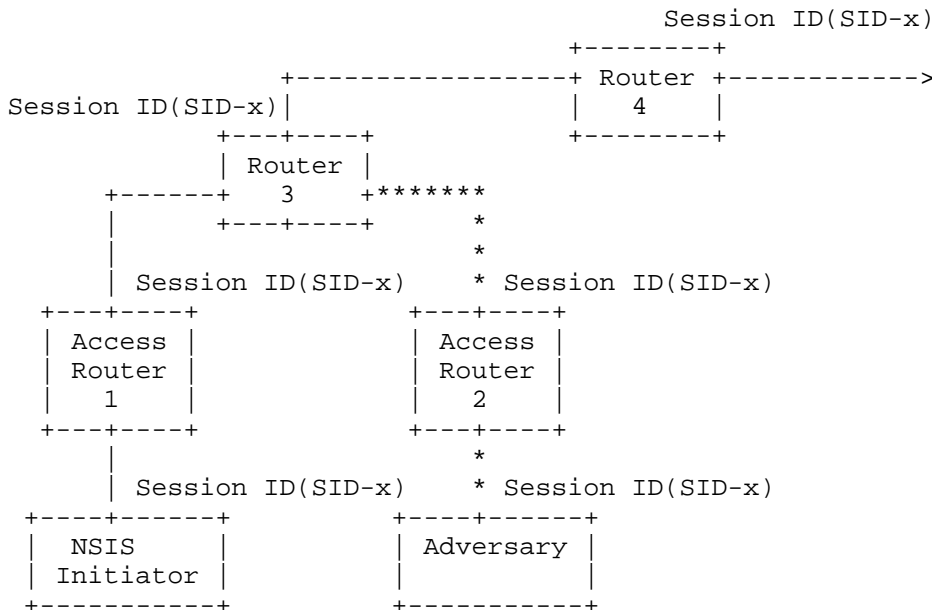 Session ID(SID-x)
+--------+
+-----------------+ Router +------------>
Session ID(SID-x)| | 4 |
+---+----+ +--------+
| Router |
+------+ 3 +*******
| +---+----+ *
| *
| Session ID(SID-x) * Session ID(SID-x)
+---+----+ +---+----+
| Access | | Access |
| Router | | Router |
| 1 | | 2 |
+---+----+ +---+----+
| *
| Session ID(SID-x) * Session ID(SID-x)
+----+------+ +----+------+
| NSIS | | Adversary |
| Initiator | | |
+-----------+ +-----------+